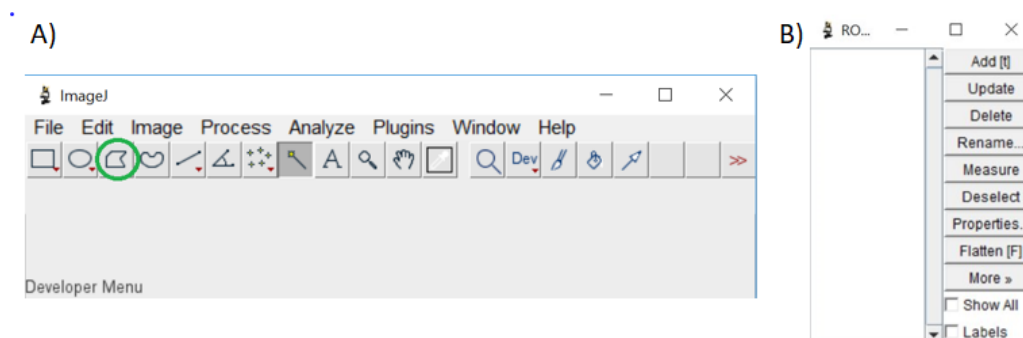 A)
ImageJ
File Edit Image Process Analyze Plugins Window Help
A Dev >>
Developer Menu
B) RO...
Add [t]
Update
Delete
Rename...
Measure
Deselect
Properties.
Flatten [F]
More »
Show All
Labels